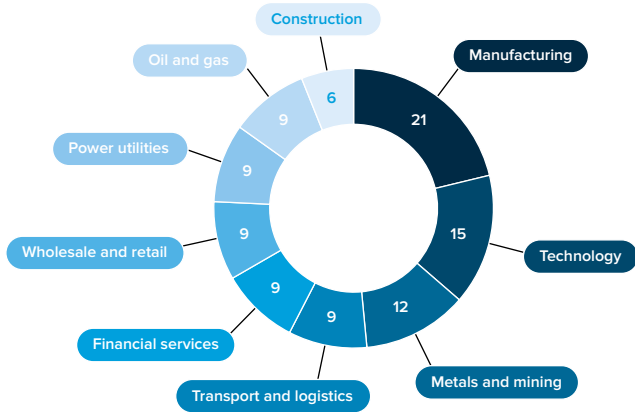 Construction
Manufacturing
Oil and gas
6
9
21
Power utilities
9
Wholesale and retail
9
15
Technology
9
9
12
Financial services
Metals and mining
Transport and logistics